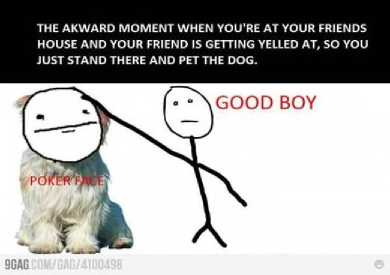 THE AKWARD MOMENT WHEN YOU'RE AT YOUR FRIENDS
HOUSE AND YOUR FRIEND IS GETTING YELLED AT, SO YOU
JUST STAND THERE AND PET THE DOG.
GOOD BOY
POKER FACE
9GAG.COM/GAG/4100498